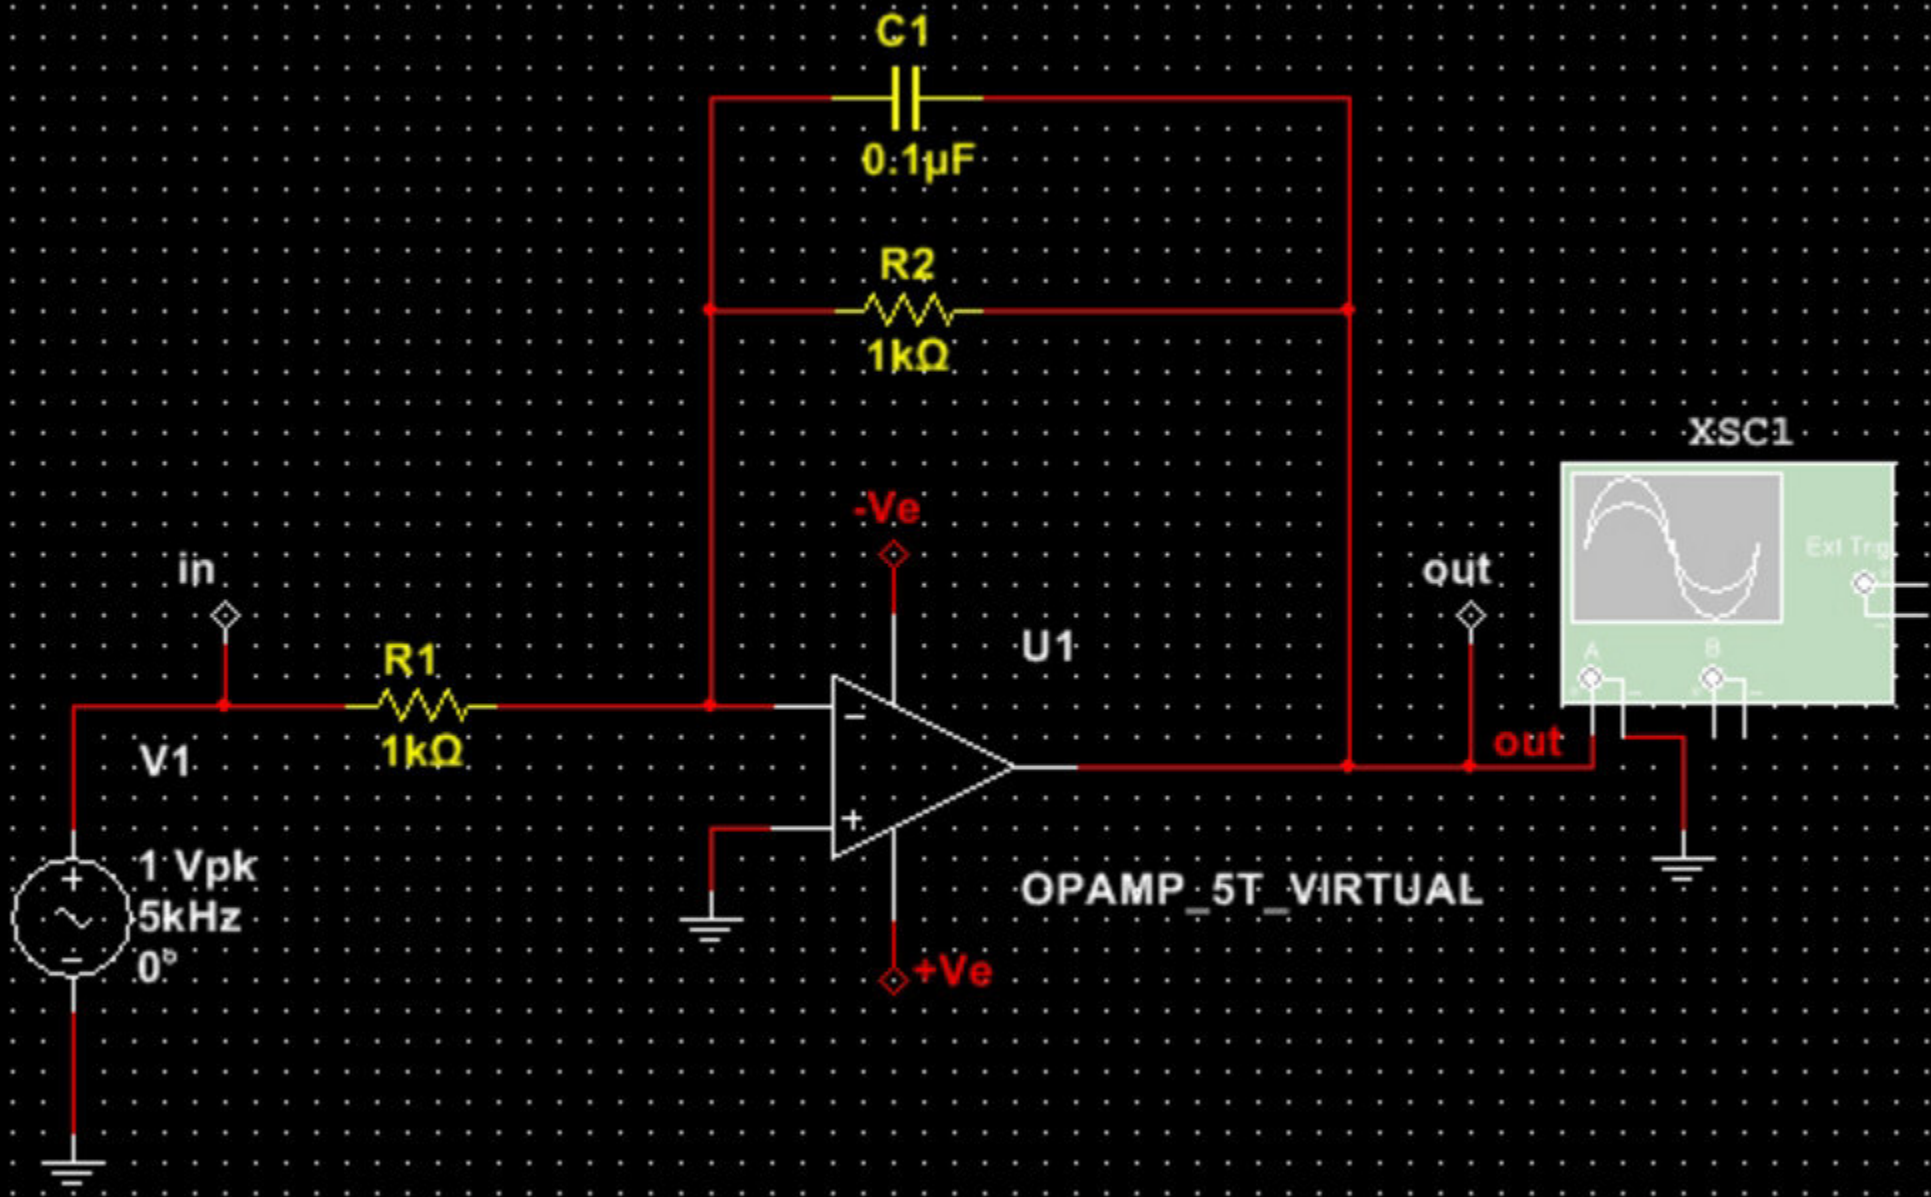 C1
0.1µF
R2
1kΩ
XSC1
-Ve
Ext Trig
in
out
U1
R1
A
B
1kΩ
out
V1
1 Vpk
5kHz
0°
OPAMP_5T_VIRTUAL
+Ve